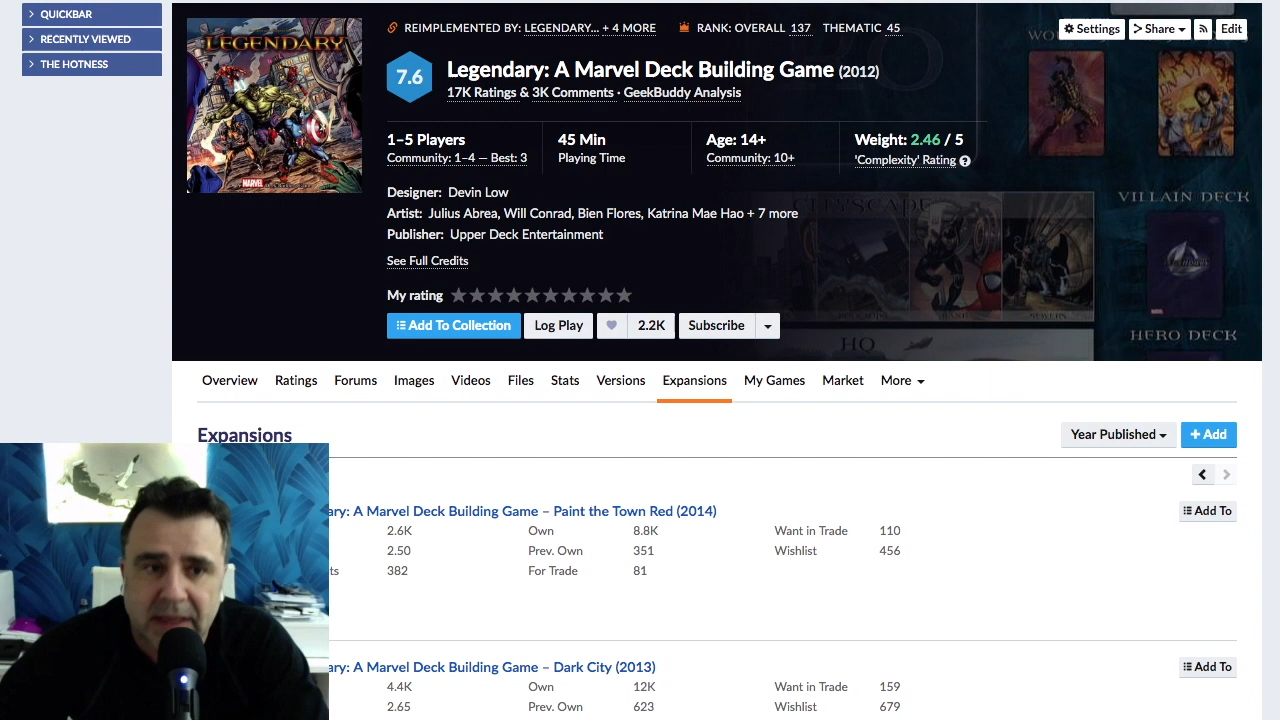 QUICKBAR
RECENTLY VIEWED
THE HOTNESS
LEGENDARY
MARVEL
REIMPLEMENTED BY: LEGENDARY... + 4 MORE
RANK: OVERALL 137 THEMATIC 45
Settings
Share
Edit
7.6
Legendary: A Marvel Deck Building Game (2012)
17K Ratings & 3K Comments · GeekBuddy Analysis
1–5 Players
Community: 1–4 — Best: 3
45 Min
Playing Time
Age: 14+
Community: 10+
Weight: 2.46 / 5
'Complexity' Rating
Designer: Devin Low
Artist: Julius Abrea, Will Conrad, Bien Flores, Katrina Mae Hao + 7 more
Publisher: Upper Deck Entertainment
See Full Credits
My rating
Add To Collection
Log Play
2.2K
Subscribe
CITYSCAPE
VILLAIN DECK
HERO DECK
HQ
Overview Ratings Forums Images Videos Files Stats Versions Expansions My Games Market More
Expansions
Year Published
+ Add
ary: A Marvel Deck Building Game – Paint the Town Red (2014)
Add To
2.6K Own 8.8K Want in Trade 110
2.50 Prev. Own 351 Wishlist 456
ts 382 For Trade 81
ary: A Marvel Deck Building Game – Dark City (2013)
Add To
4.4K Own 12K Want in Trade 159
2.65 Prev. Own 623 Wishlist 679